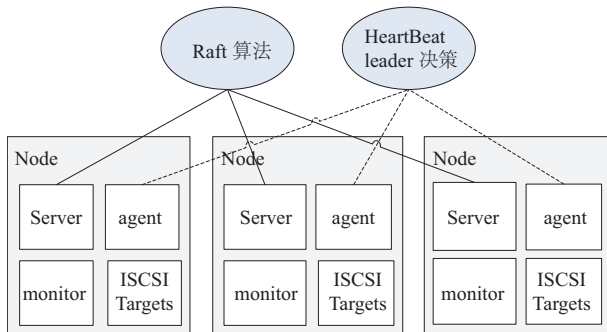 Raft 算法
HeartBeat
leader 决策
Node
Server
agent
monitor
ISCSI
Targets
Node
Server
agent
monitor
ISCSI
Targets
Node
Server
agent
monitor
ISCSI
Targets